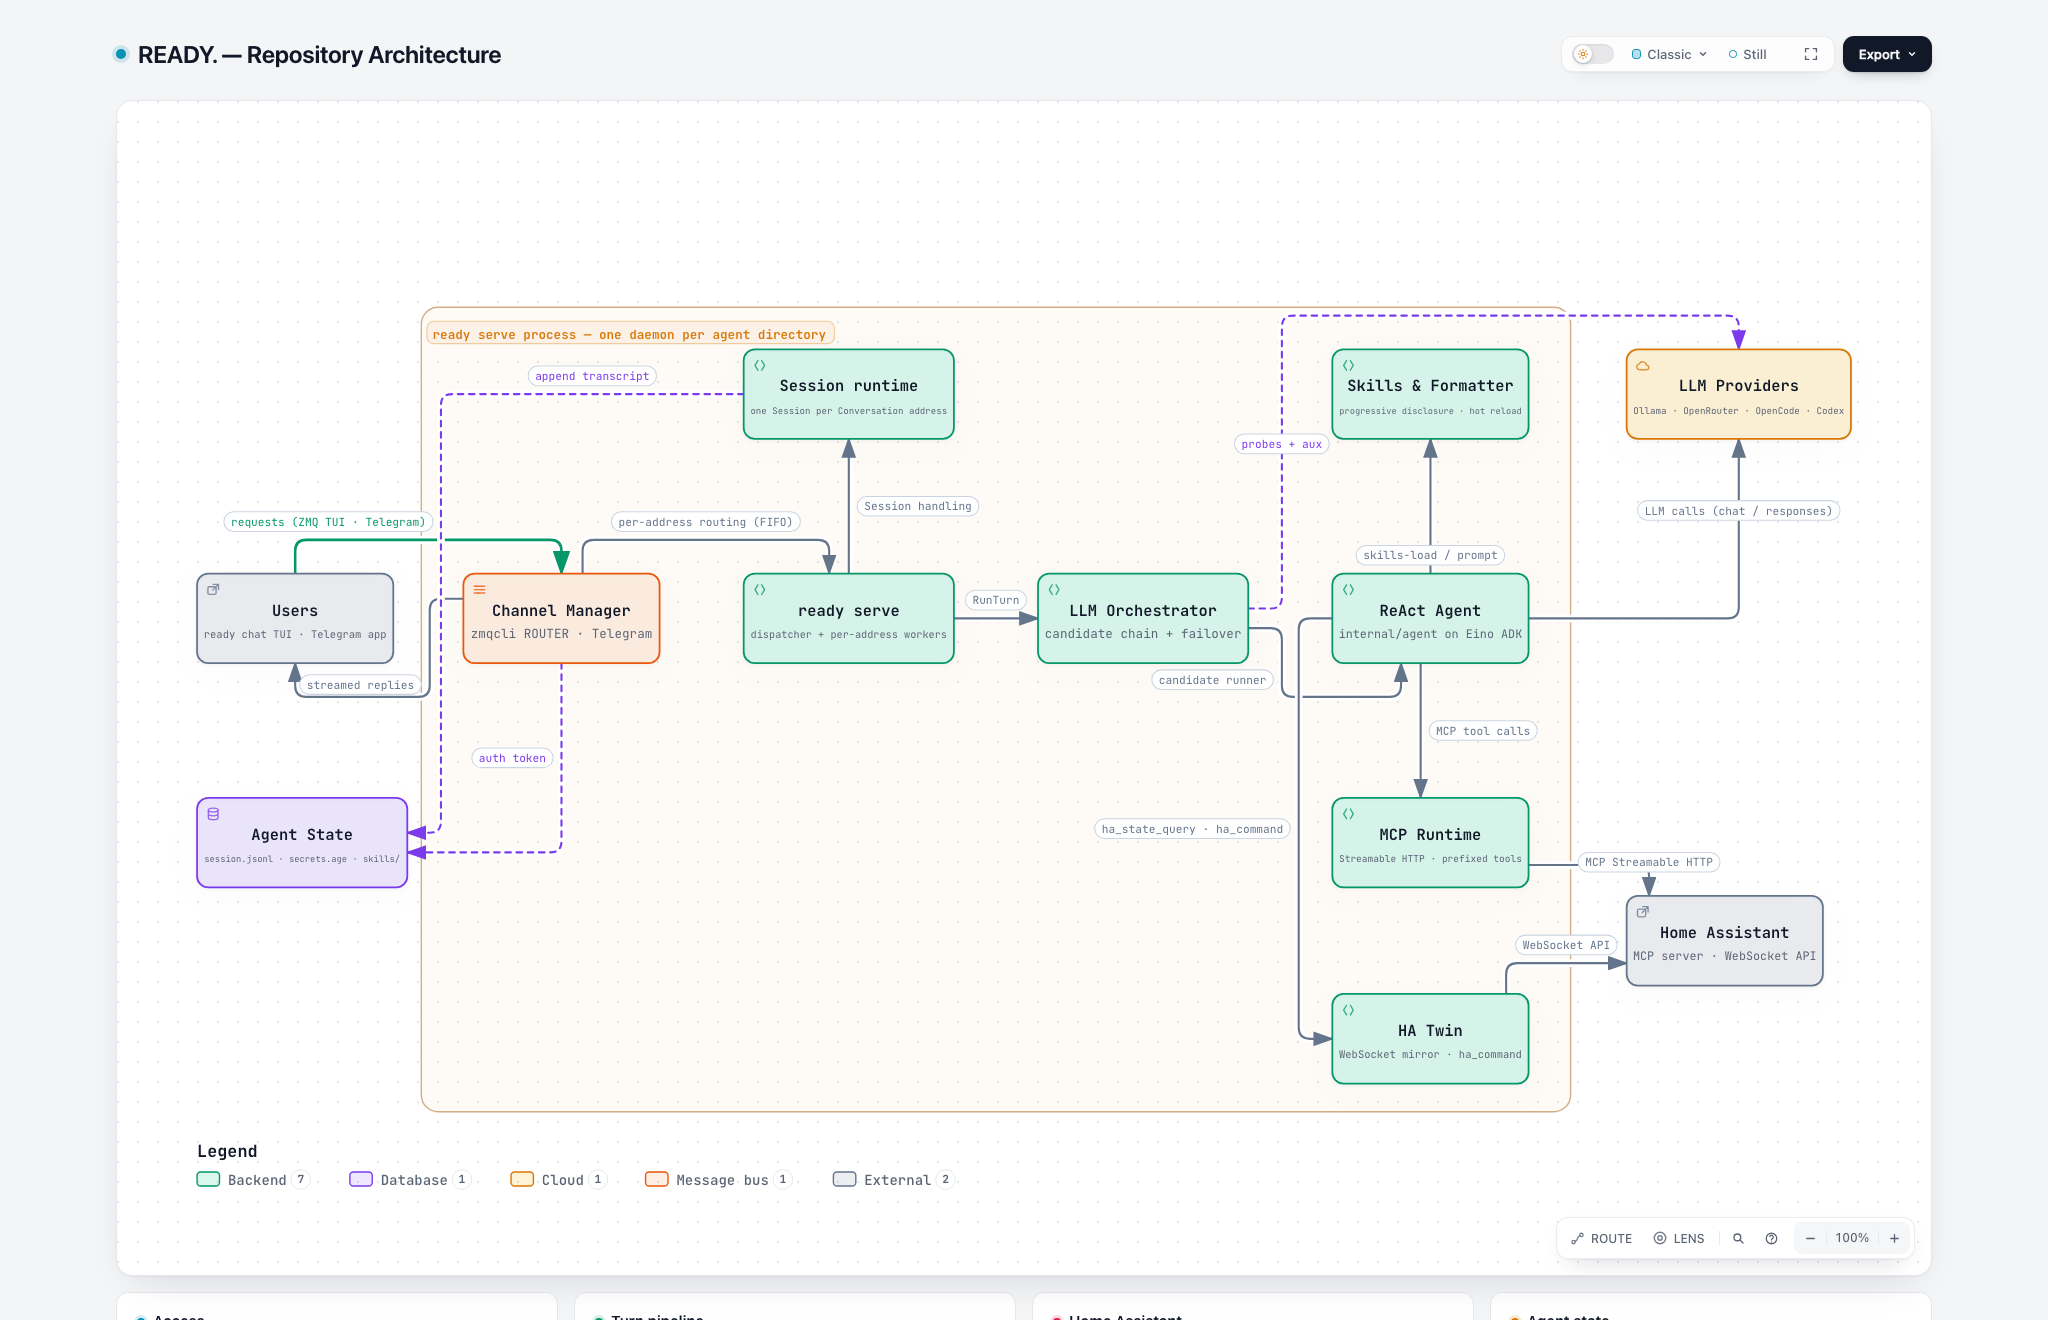 READY. — Repository Architecture
Classic
Still
Export
ready serve process — one daemon per agent directory
append transcript
Session runtime
one Session per Conversation address
Skills & Formatter
progressive disclosure · hot reload
LLM Providers
Ollama · OpenRouter · OpenCode · Codex
probes + aux
Session handling
LLM calls (chat / responses)
requests (ZMQ TUI · Telegram)
per-address routing (FIFO)
skills-load / prompt
Users
ready chat TUI · Telegram app
Channel Manager
zmqcli ROUTER · Telegram
ready serve
dispatcher + per-address workers
RunTurn
LLM Orchestrator
candidate chain + failover
ReAct Agent
internal/agent on Eino ADK
streamed replies
candidate runner
MCP tool calls
auth token
Agent State
session.jsonl · secrets.age · skills/
ha_state_query · ha_command
MCP Runtime
Streamable HTTP · prefixed tools
MCP Streamable HTTP
Home Assistant
MCP server · WebSocket API
WebSocket API
HA Twin
WebSocket mirror · ha_command
Legend
Backend 7
Database 1
Cloud 1
Message bus 1
External 2
ROUTE
LENS
100%
Access
Turn pipeline
Home Assistant
Agent state